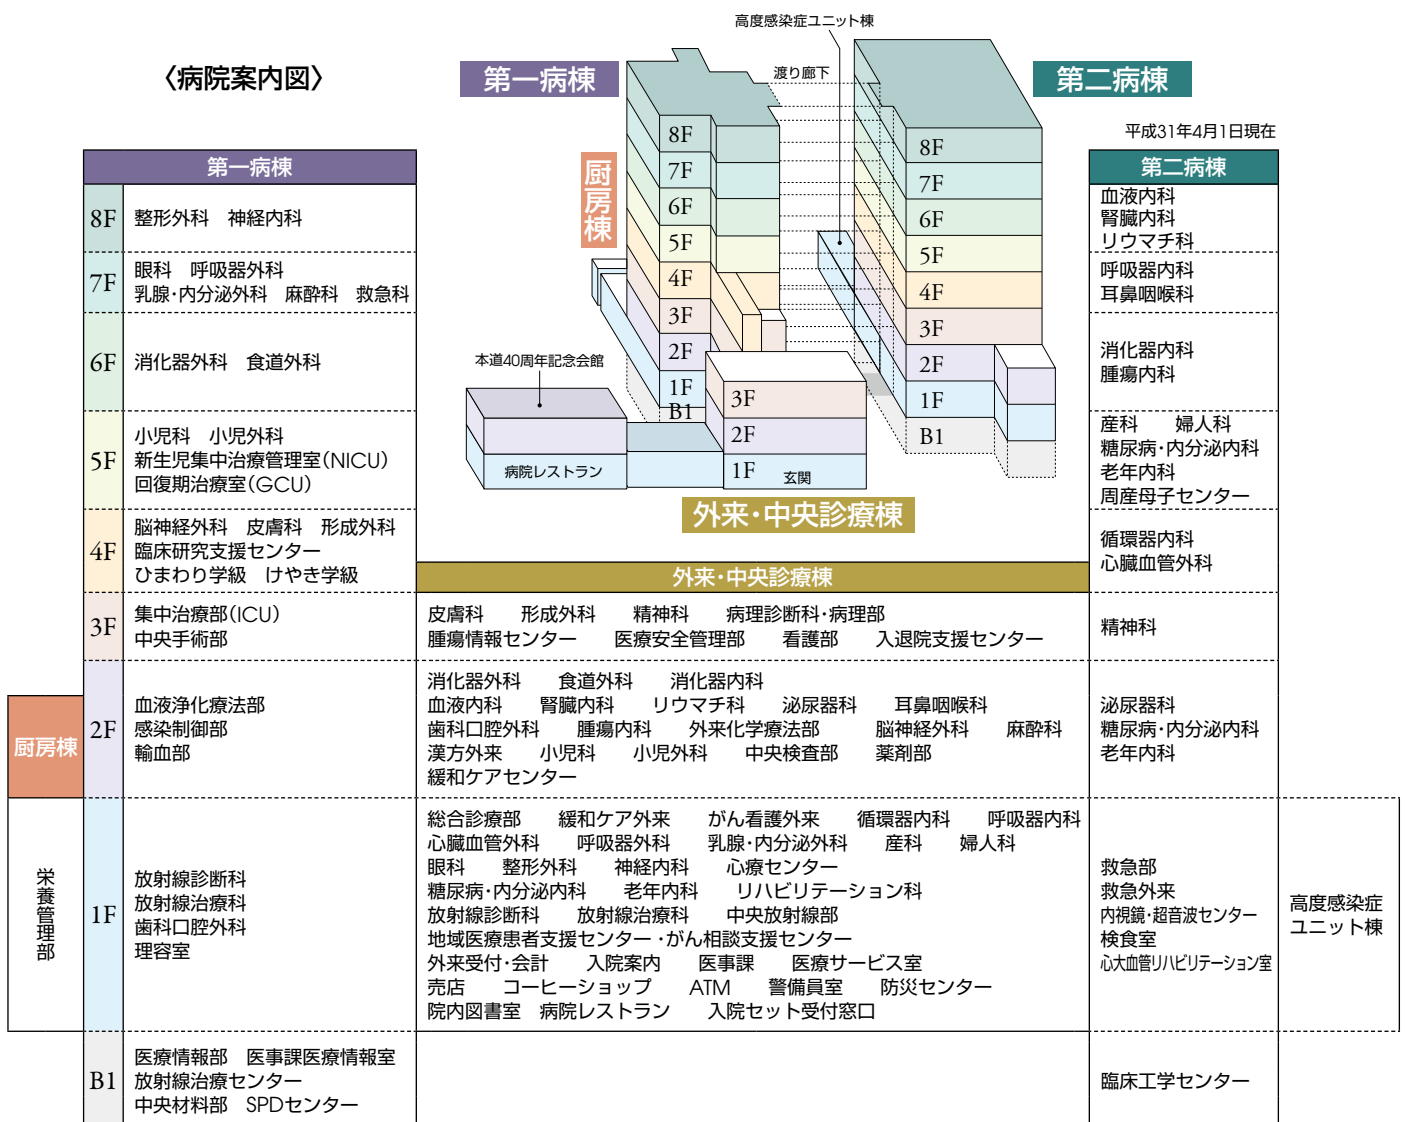 高度感染症ユニット棟
〈病院案内図〉
第一病棟
渡り廊下
第二病棟
平成31年4月1日現在
厨房棟
8F
7F
6F
5F
4F
3F
2F
1F
B1
8F
7F
6F
5F
4F
3F
2F
1F
B1
本道40周年記念会館
病院レストラン
3F
2F
1F 玄関
外来・中央診療棟
第一病棟
8F
整形外科 神経内科
7F
眼科 呼吸器外科
乳腺・内分泌外科 麻酔科 救急科
6F
消化器外科 食道外科
5F
小児科 小児外科
新生児集中治療管理室(NICU)
回復期治療室(GCU)
4F
脳神経外科 皮膚科 形成外科
臨床研究支援センター
ひまわり学級 けやき学級
3F
集中治療部(ICU)
中央手術部
2F
血液浄化療法部
感染制御部
輸血部
1F
放射線診断科
放射線治療科
歯科口腔外科
理容室
B1
医療情報部 医事課医療情報室
放射線治療センター
中央材料部 SPDセンター
厨房棟
栄養管理部
外来・中央診療棟
皮膚科 形成外科 精神科 病理診断科・病理部
腫瘍情報センター 医療安全管理部 看護部 入退院支援センター
消化器外科 食道外科 消化器内科
血液内科 腎臓内科 リウマチ科 泌尿器科 耳鼻咽喉科
歯科口腔外科 腫瘍内科 外来化学療法部 脳神経外科 麻酔科
漢方外来 小児科 小児外科 中央検査部 薬剤部
緩和ケアセンター
総合診療部 緩和ケア外来 がん看護外来 循環器内科 呼吸器内科
心臓血管外科 呼吸器外科 乳腺・内分泌外科 産科 婦人科
眼科 整形外科 神経内科 心療センター
糖尿病・内分泌内科 老年内科 リハビリテーション科
放射線診断科 放射線治療科 中央放射線部
地域医療患者支援センター・がん相談支援センター
外来受付・会計 入院案内 医事課 医療サービス室
売店 コーヒーショップ ATM 警備員室 防災センター
院内図書室 病院レストラン 入院セット受付窓口
第二病棟
血液内科
腎臓内科
リウマチ科
呼吸器内科
耳鼻咽喉科
消化器内科
腫瘍内科
産科 婦人科
糖尿病・内分泌内科
老年内科
周産母子センター
循環器内科
心臓血管外科
精神科
泌尿器科
糖尿病・内分泌内科
老年内科
救急部
救急外来
内視鏡・超音波センター
検食室
心大血管リハビリテーション室
臨床工学センター
高度感染症
ユニット棟